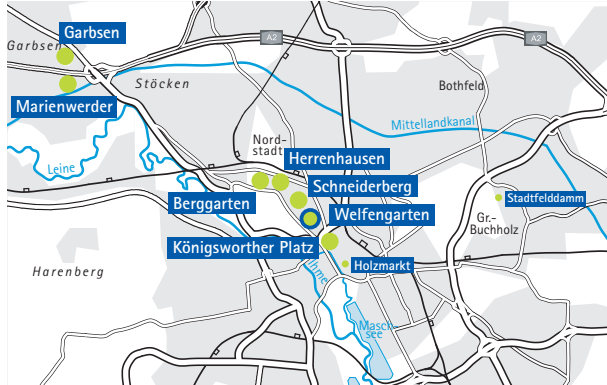 Garbsen
Garbsen
A2
A2
Stöcken
Bothfeld
Marienwerder
Mittellandkanal
Nord-
stadt
Leine
Herrenhausen
Schneiderberg
Berggarten
Stadtfelddamm
Welfengarten
Gr.-
Buchholz
Königsworther Platz
Holzmarkt
Harenberg
Masch-
see